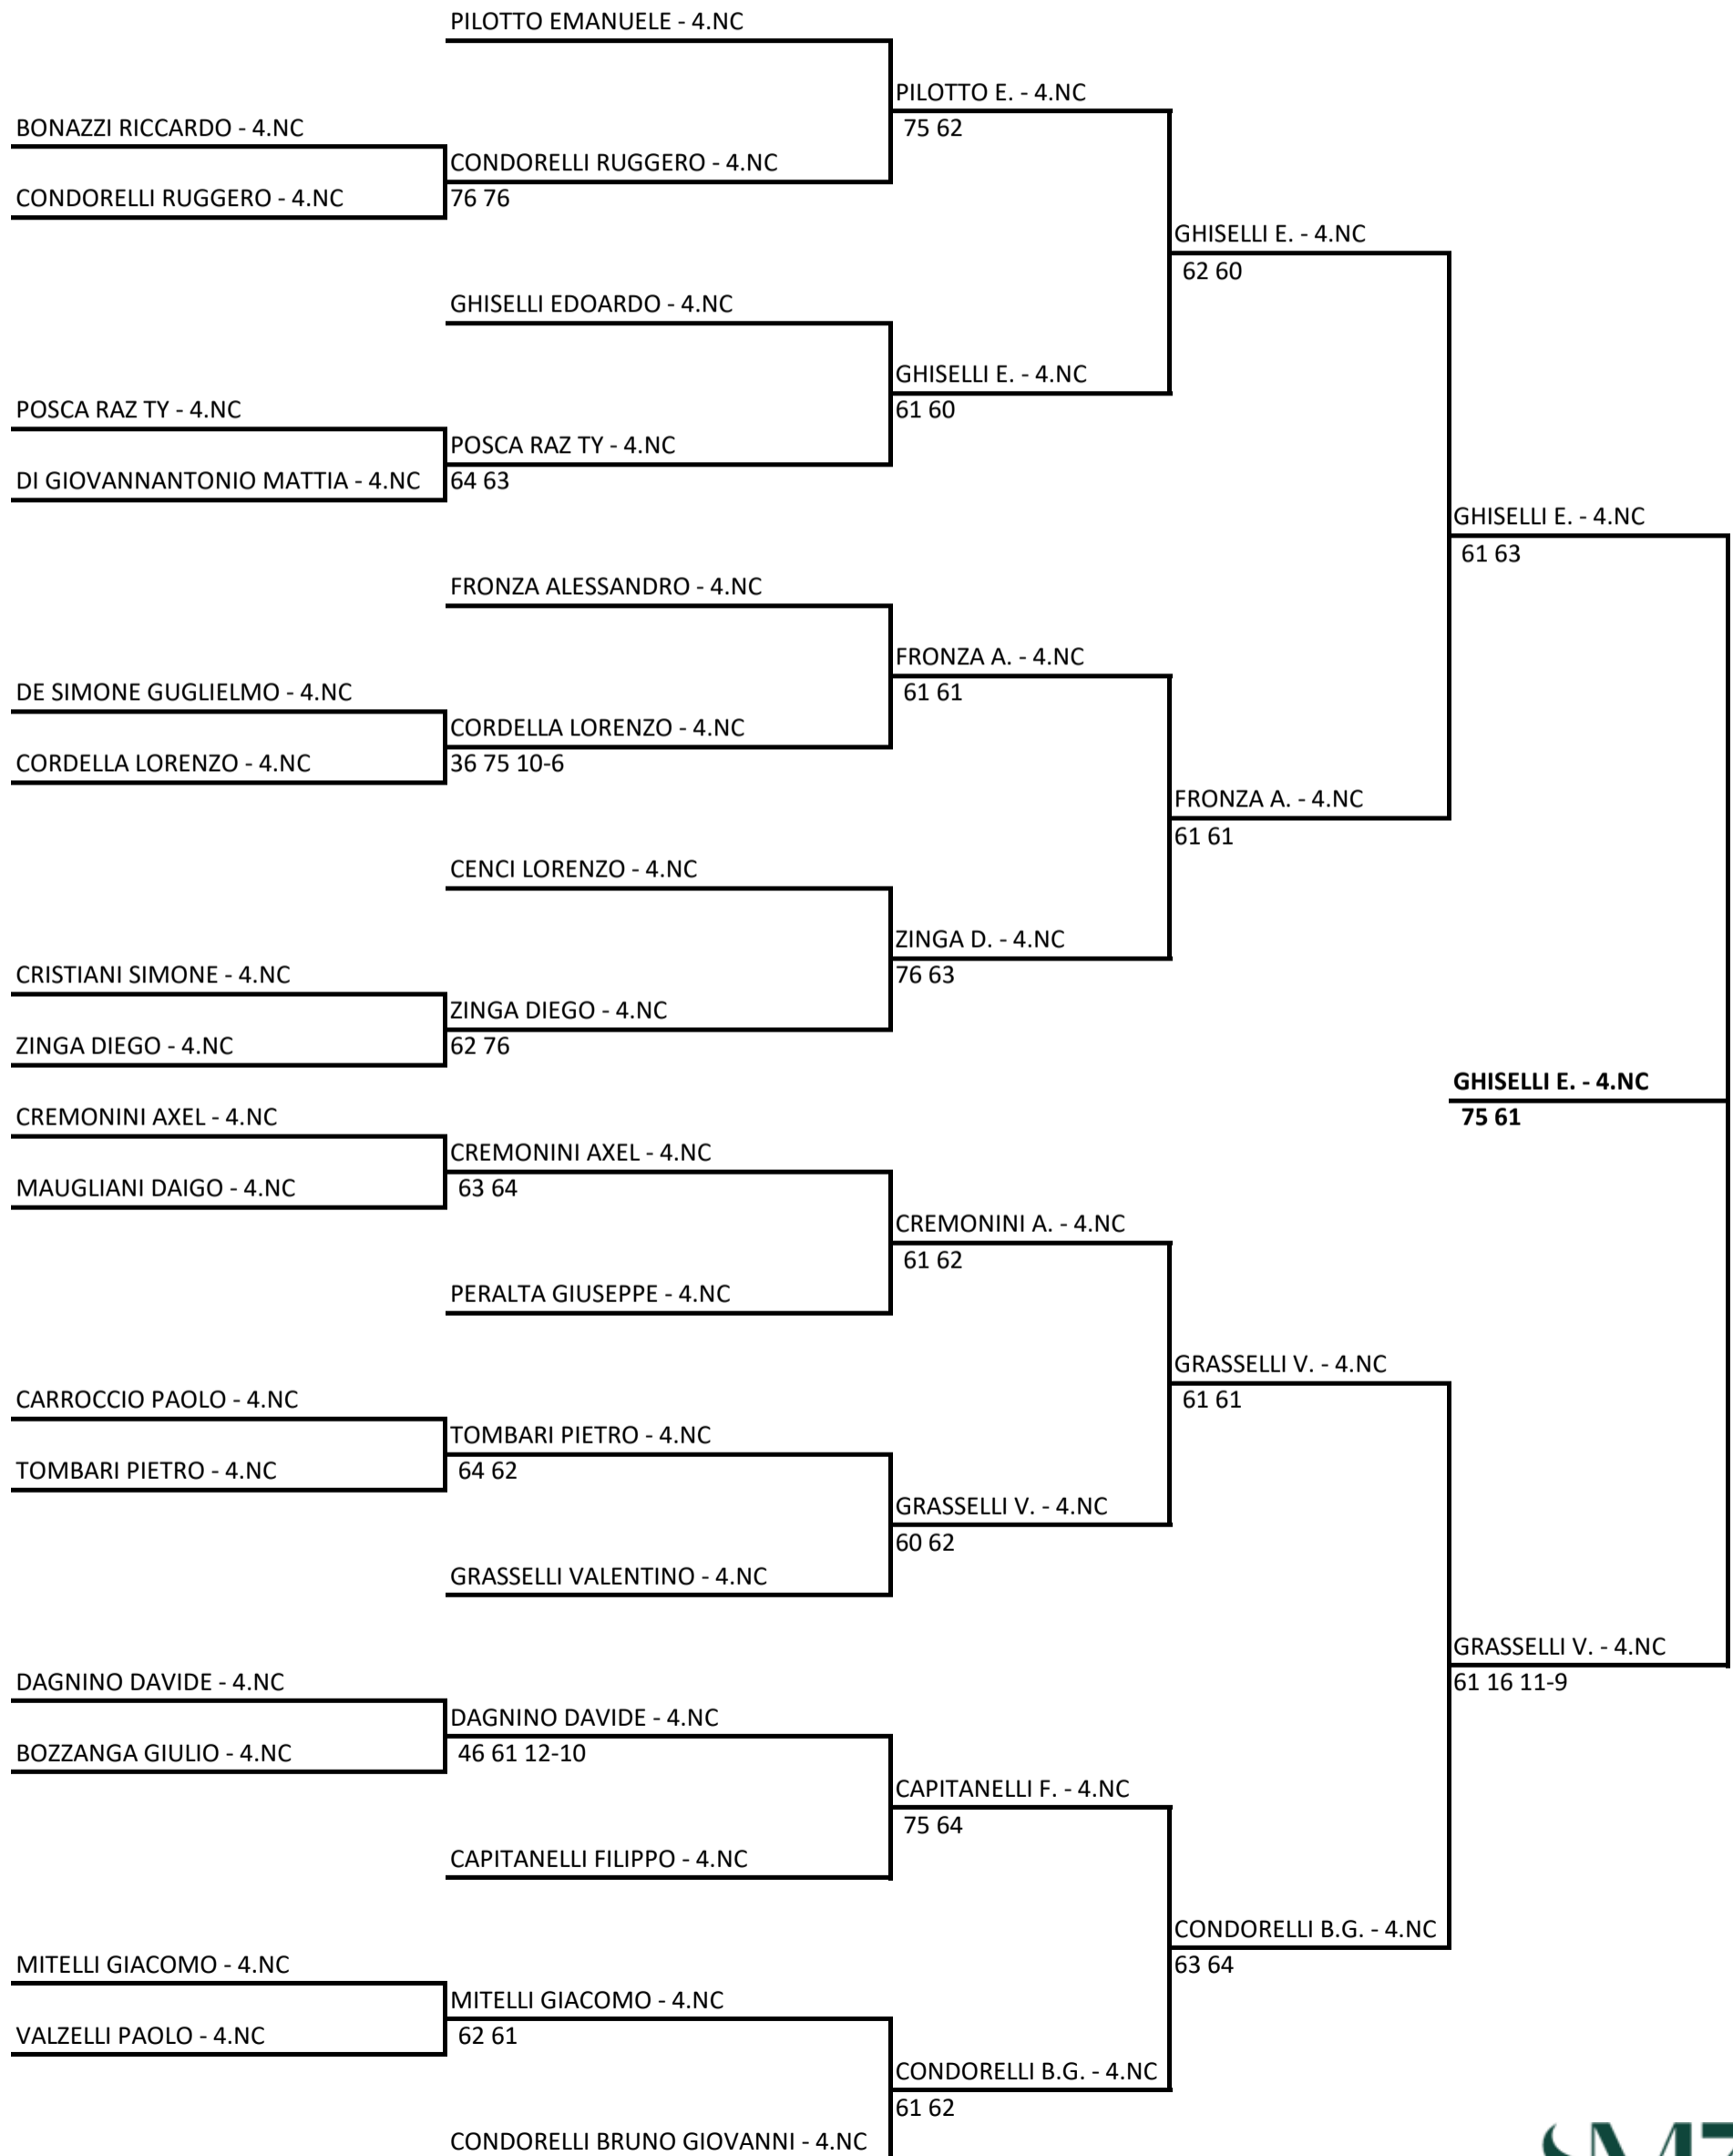 PILOTTO EMANUELE - 4.NC
PILOTTO E. - 4.NC
75 62
BONAZZI RICCARDO - 4.NC
CONDORELLI RUGGERO - 4.NC
CONDORELLI RUGGERO - 4.NC
76 76
GHISELLI E. - 4.NC
62 60
GHISELLI EDOARDO - 4.NC
GHISELLI E. - 4.NC
61 60
POSCA RAZ TY - 4.NC
POSCA RAZ TY - 4.NC
DI GIOVANNANTONIO MATTIA - 4.NC
64 63
GHISELLI E. - 4.NC
61 63
FRONZA ALESSANDRO - 4.NC
FRONZA A. - 4.NC
61 61
DE SIMONE GUGLIELMO - 4.NC
CORDELLA LORENZO - 4.NC
CORDELLA LORENZO - 4.NC
36 75 10-6
FRONZA A. - 4.NC
61 61
CENCI LORENZO - 4.NC
ZINGA D. - 4.NC
76 63
CRISTIANI SIMONE - 4.NC
ZINGA DIEGO - 4.NC
ZINGA DIEGO - 4.NC
62 76
GHISELLI E. - 4.NC
75 61
CREMONINI AXEL - 4.NC
CREMONINI AXEL - 4.NC
MAUGLIANI DAIGO - 4.NC
63 64
CREMONINI A. - 4.NC
61 62
PERALTA GIUSEPPE - 4.NC
GRASSELLI V. - 4.NC
61 61
CARROCCIO PAOLO - 4.NC
TOMBARI PIETRO - 4.NC
TOMBARI PIETRO - 4.NC
64 62
GRASSELLI V. - 4.NC
60 62
GRASSELLI VALENTINO - 4.NC
GRASSELLI V. - 4.NC
61 16 11-9
DAGNINO DAVIDE - 4.NC
DAGNINO DAVIDE - 4.NC
BOZZANGA GIULIO - 4.NC
46 61 12-10
CAPITANELLI F. - 4.NC
75 64
CAPITANELLI FILIPPO - 4.NC
CONDORELLI B.G. - 4.NC
63 64
MITELLI GIACOMO - 4.NC
MITELLI GIACOMO - 4.NC
VALZELLI PAOLO - 4.NC
62 61
CONDORELLI B.G. - 4.NC
61 62
CONDORELLI BRUNO GIOVANNI - 4.NC